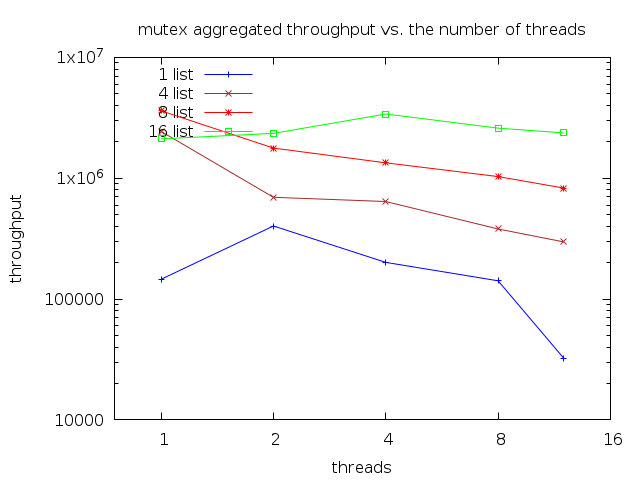 mutex aggregated throughput vs. the number of threads
1x10^7
1x10^6
100000
10000
throughput
1 list
4 list
8 list
16 list
1 2 4 8 16
threads